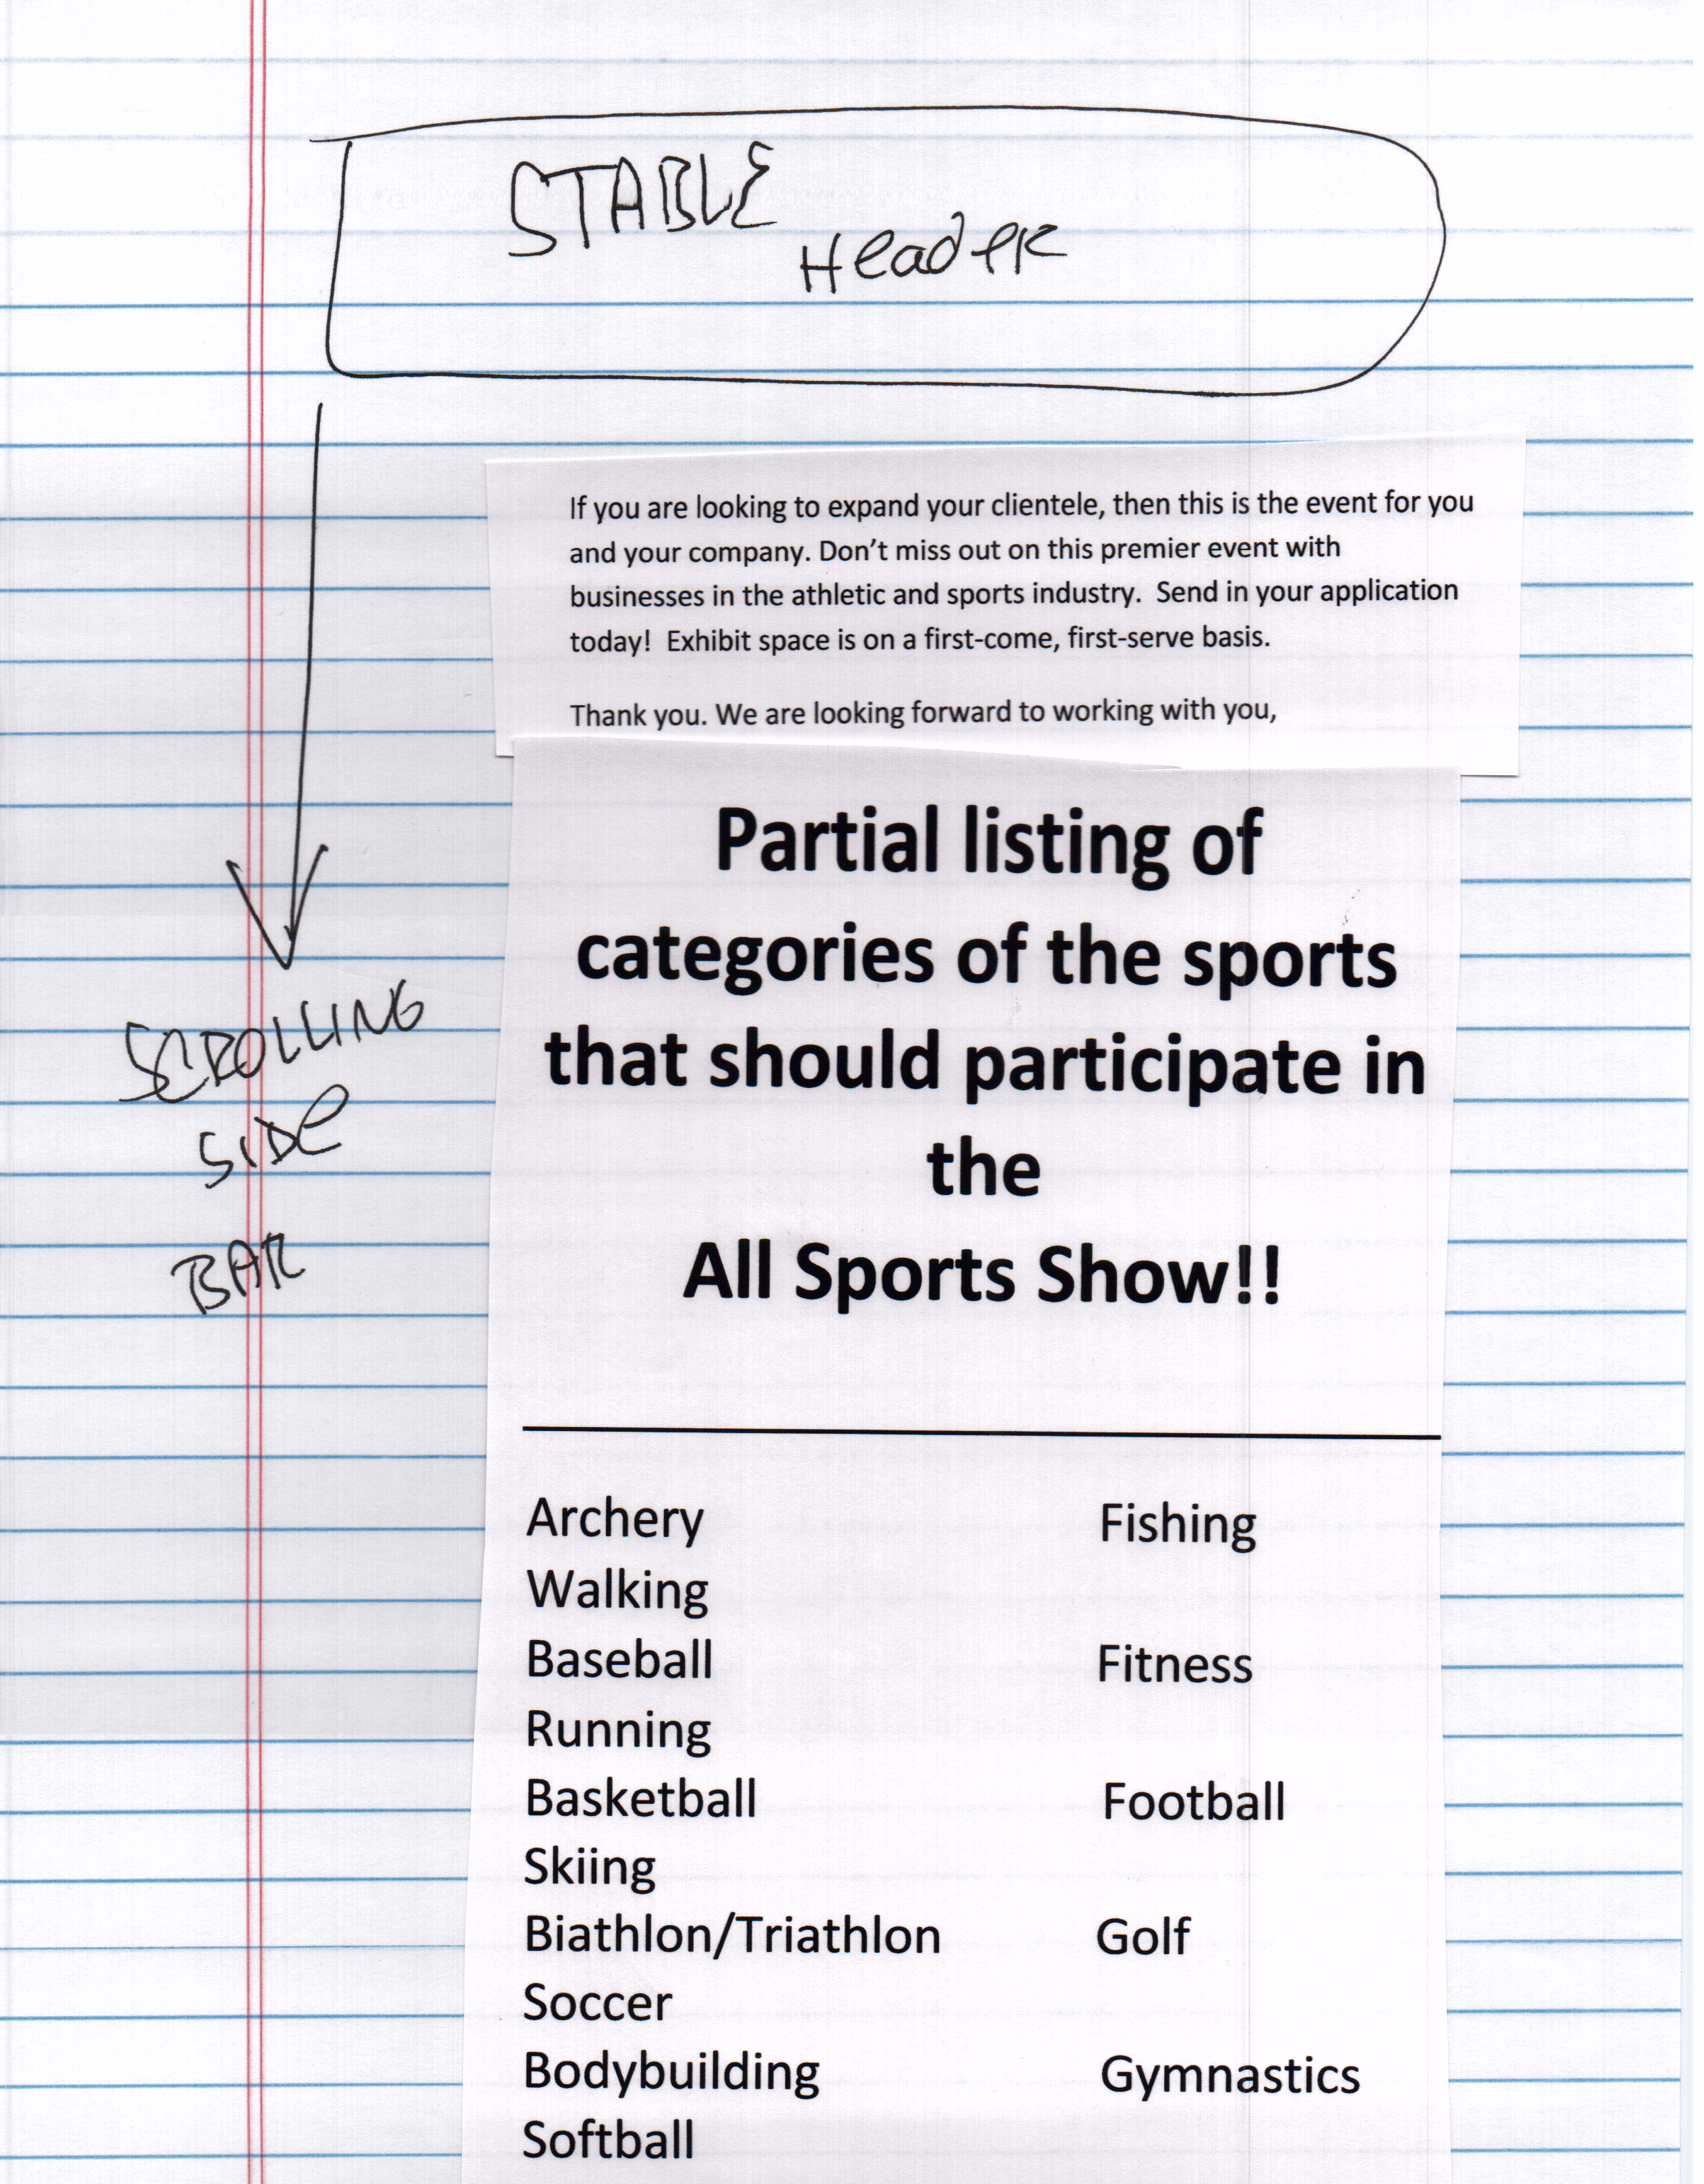 STABLE
Header
If you are looking to expand your clientele, then this is the event for you
and your company. Don't miss out on this premier event with
businesses in the athletic and sports industry.  Send in your application
today!  Exhibit space is on a first-come, first-serve basis.
Thank you. We are looking forward to working with you,
Partial listing of
categories of the sports
that should participate in
the
All Sports Show!!
SCROLLING
SIDE
BAR
Archery Fishing
Walking
Baseball Fitness
Running
Basketball Football
Skiing
Biathlon/Triathlon Golf
Soccer
Bodybuilding Gymnastics
Softball